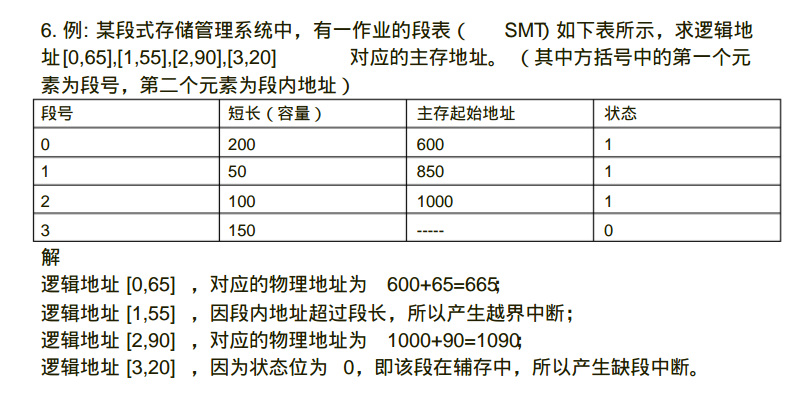 6. 例: 某段式存储管理系统中，有一作业的段表（ SMT) 如下表所示，求逻辑地
址[0,65],[1,55],[2,90],[3,20] 对应的主存地址。（其中方括号中的第一个元
素为段号，第二个元素为段内地址）
段号 短长（容量） 主存起始地址 状态
0 200 600 1
1 50 850 1
2 100 1000 1
3 150 ----- 0
解
逻辑地址 [0,65] ，对应的物理地址为 600+65=665;
逻辑地址 [1,55] ，因段内地址超过段长，所以产生越界中断；
逻辑地址 [2,90] ，对应的物理地址为 1000+90=1090;
逻辑地址 [3,20] ，因为状态位为 0，即该段在辅存中，所以产生缺段中断。